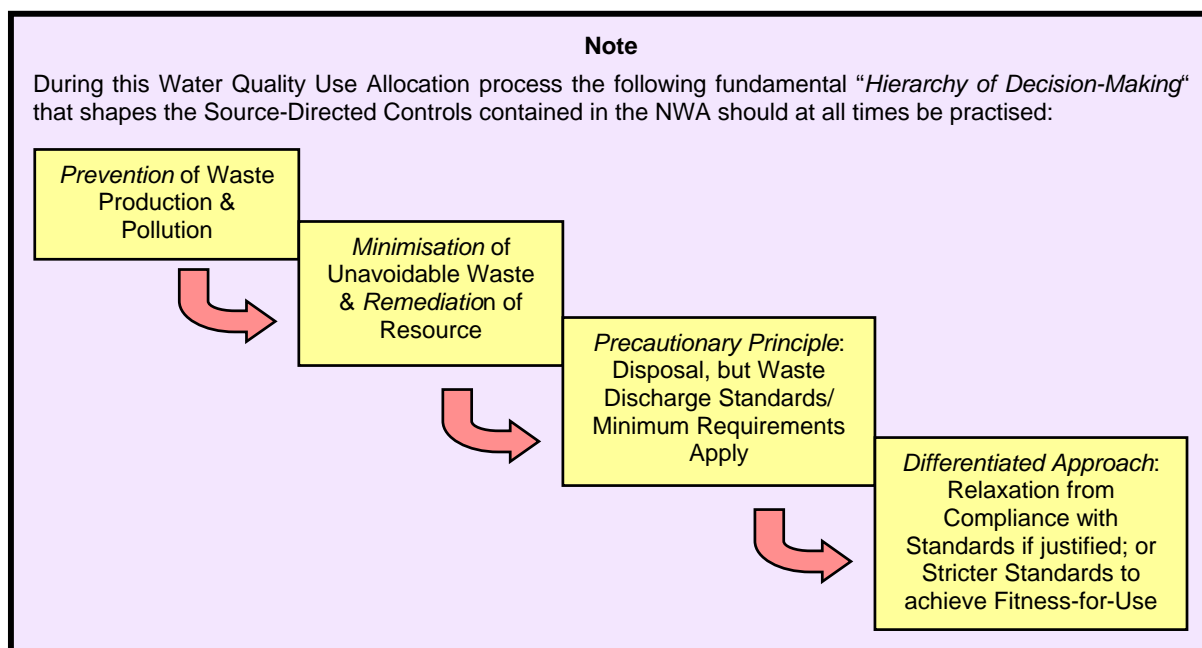 Note
During this Water Quality Use Allocation process the following fundamental “Hierarchy of Decision-Making“
that shapes the Source-Directed Controls contained in the NWA should at all times be practised:
Prevention of Waste
Production &
Pollution
Minimisation of
Unavoidable Waste
& Remediation of
Resource
Precautionary Principle:
Disposal, but Waste
Discharge Standards/
Minimum Requirements
Apply
Differentiated Approach:
Relaxation from
Compliance with
Standards if justified; or
Stricter Standards to
achieve Fitness-for-Use